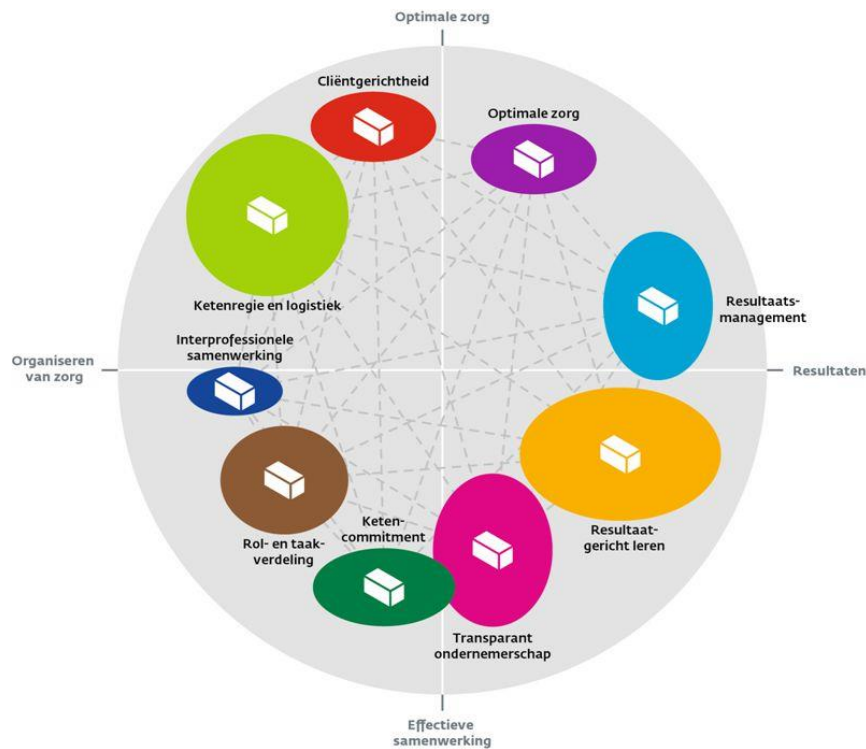 Optimale zorg
Cliëntgerichtheid
Optimale zorg
Ketenregie en logistiek
Resultaats-
management
Interprofessionele
samenwerking
Organiseren
van zorg
Resultaten
Rol- en taak-
verdeling
Keten-
commitment
Resultaat-
gericht leren
Transparant
ondernemerschap
Effectieve
samenwerking